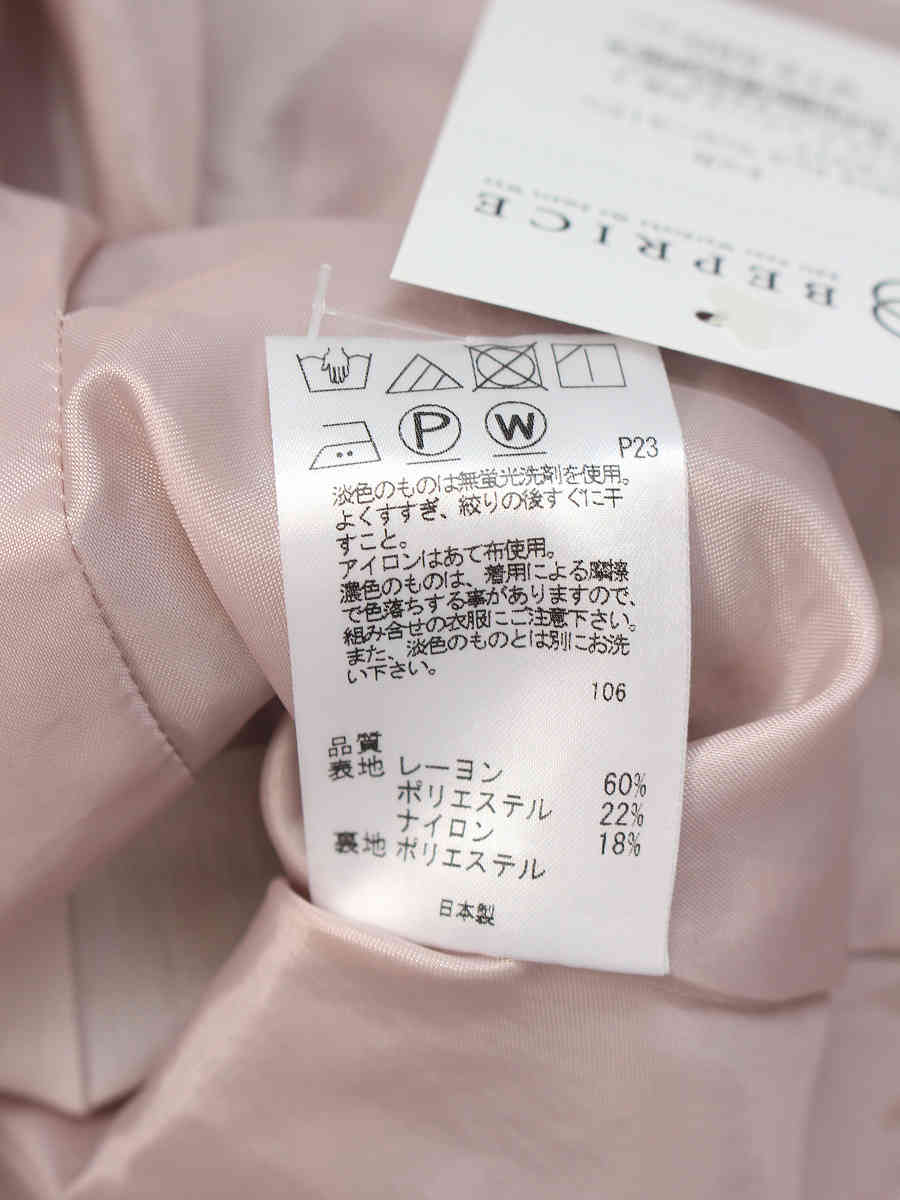 BEPRICE
P
W
P23
淡色のものは無蛍光洗剤を使用。
よくすすぎ、絞りの後すぐに干
すこと。
アイロンはあて布使用。
濃色のものは、着用による摩擦
で色落ちする事がありますので、
組み合せの衣服にご注意下さい。
また、淡色のものとは別にお洗
い下さい。
106
品質
表地 レーヨン 60%
ポリエステル 22%
ナイロン 18%
裏地 ポリエステル
日本製